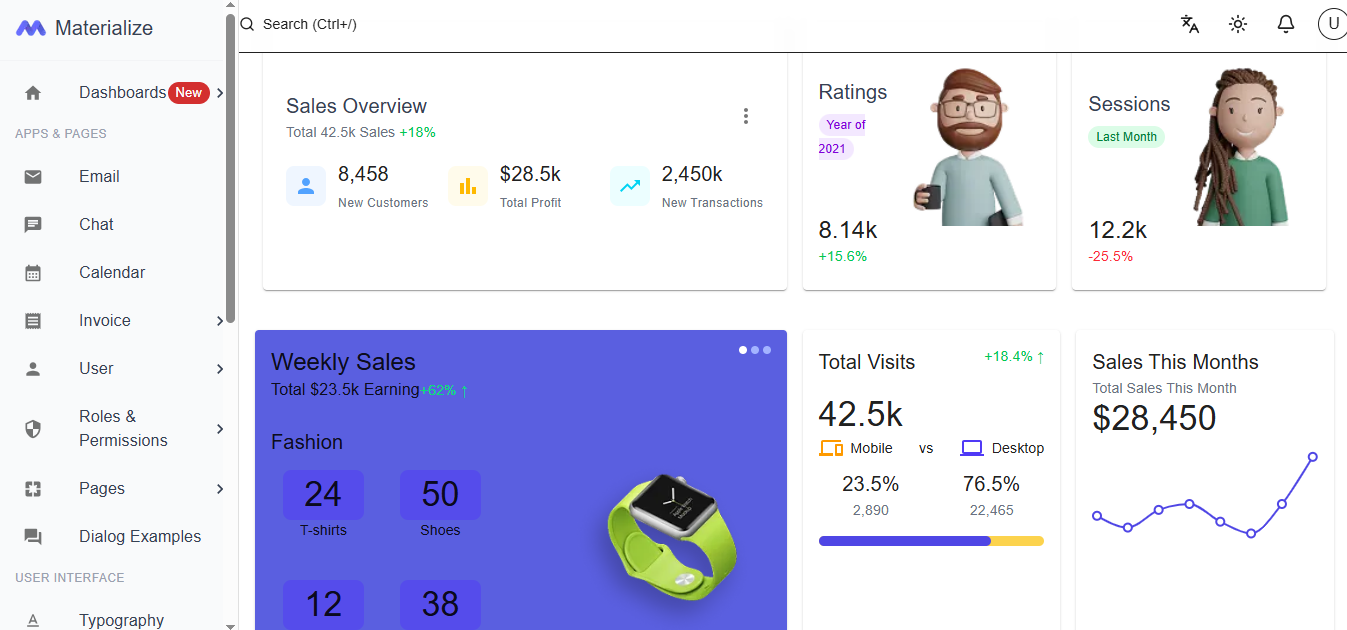 Materialize
Search (Ctrl+/)
U
Dashboards New
APPS & PAGES
Email
Chat
Calendar
Invoice
User
Roles &
Permissions
Pages
Dialog Examples
USER INTERFACE
Typography
Sales Overview
Total 42.5k Sales +18%
8,458
New Customers
$28.5k
Total Profit
2,450k
New Transactions
Ratings
Year of
2021
8.14k
+15.6%
Sessions
Last Month
12.2k
-25.5%
Weekly Sales
Total $23.5k Earning+62% ↑
Fashion
24
T-shirts
50
Shoes
12
38
Apple Watch
Mockup
Total Visits
+18.4% ↑
42.5k
Mobile vs Desktop
23.5% 76.5%
2,890 22,465
Sales This Months
Total Sales This Month
$28,450